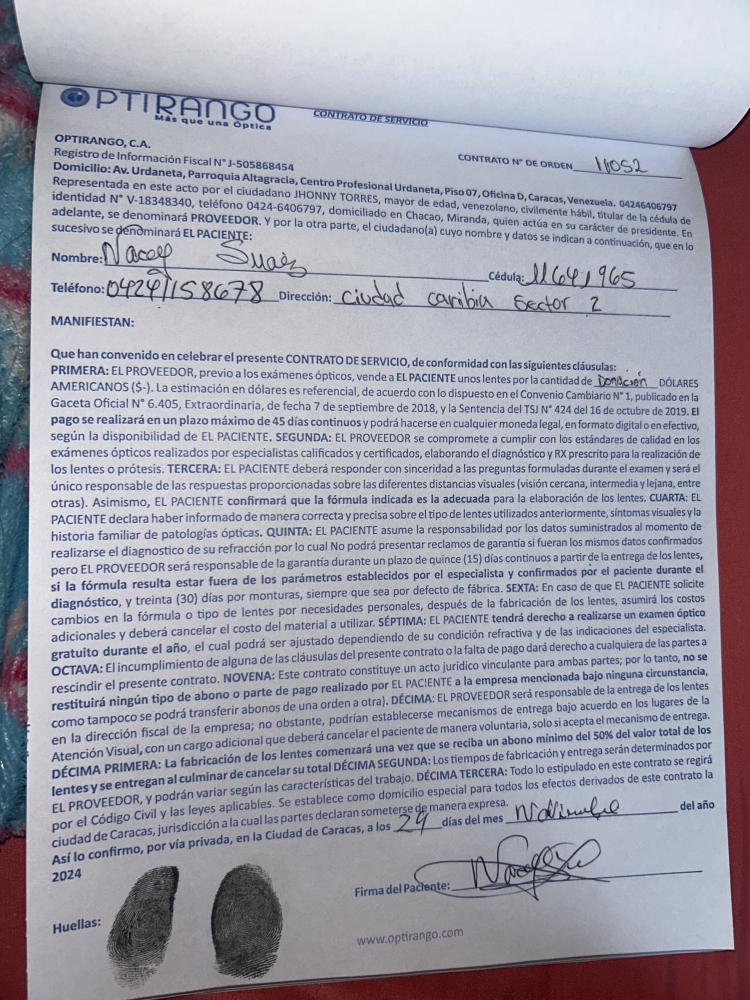 OPTIRANGO
Más que una Óptica
CONTRATO DE SERVICIO
OPTIRANGO, C.A.
CONTRATO N° DE ORDEN 11052
Registro de Información Fiscal N° J-505868454
Domicilio: Av. Urdaneta, Parroquia Altagracia, Centro Profesional Urdaneta, Piso 07, Oficina D, Caracas, Venezuela. 04246406797
Representada en este acto por el ciudadano JHONNY TORRES, mayor de edad, venezolano, civilmente hábil, titular de la cédula de
identidad N° V-18348340, teléfono 0424-6406797, domiciliado en Chacao, Miranda, quien actúa en su carácter de presidente. En
adelante, se denominará PROVEEDOR. Y por la otra parte, el ciudadano(a) cuyo nombre y datos se indican a continuación, que en lo
sucesivo se denominará EL PACIENTE:
Nombre: Suaez Cédula: 11641965
Teléfono: 04241158678 Dirección: ciudad caribia sector 2
MANIFIESTAN:
Que han convenido en celebrar el presente CONTRATO DE SERVICIO, de conformidad con las siguientes cláusulas:
PRIMERA: EL PROVEEDOR, previo a los exámenes ópticos, vende a EL PACIENTE unos lentes por la cantidad de Donación DÓLARES
AMERICANOS ($-). La estimación en dólares es referencial, de acuerdo con lo dispuesto en el Convenio Cambiario N° 1, publicado en la
Gaceta Oficial N° 6.405, Extraordinaria, de fecha 7 de septiembre de 2018, y la Sentencia del TSJ N° 424 del 16 de octubre de 2019. El
pago se realizará en un plazo máximo de 45 días continuos y podrá hacerse en cualquier moneda legal, en formato digital o en efectivo,
según la disponibilidad de EL PACIENTE. SEGUNDA: EL PROVEEDOR se compromete a cumplir con los estándares de calidad en los
exámenes ópticos realizados por especialistas calificados y certificados, elaborando el diagnóstico y RX prescrito para la realización de
los lentes o prótesis. TERCERA: EL PACIENTE deberá responder con sinceridad a las preguntas formuladas durante el examen y será el
único responsable de las respuestas proporcionadas sobre las diferentes distancias visuales (visión cercana, intermedia y lejana, entre
otras). Asimismo, EL PACIENTE confirmará que la fórmula indicada es la adecuada para la elaboración de los lentes. CUARTA: EL
PACIENTE declara haber informado de manera correcta y precisa sobre el tipo de lentes utilizados anteriormente, síntomas visuales y la
historia familiar de patologías ópticas. QUINTA: EL PACIENTE asume la responsabilidad por los datos suministrados al momento de
realizarse el diagnostico de su refracción por lo cual No podrá presentar reclamos de garantía si fueran los mismos datos confirmados
pero EL PROVEEDOR será responsable de la garantía durante un plazo de quince (15) días continuos a partir de la entrega de los lentes,
si la fórmula resulta estar fuera de los parámetros establecidos por el especialista y confirmados por el paciente durante el
diagnóstico, y treinta (30) días por monturas, siempre que sea por defecto de fábrica. SEXTA: En caso de que EL PACIENTE solicite
cambios en la fórmula o tipo de lentes por necesidades personales, después de la fabricación de los lentes, asumirá los costos
adicionales y deberá cancelar el costo del material a utilizar. SÉPTIMA: EL PACIENTE tendrá derecho a realizarse un examen óptico
gratuito durante el año, el cual podrá ser ajustado dependiendo de su condición refractiva y de las indicaciones del especialista.
OCTAVA: El incumplimiento de alguna de las cláusulas del presente contrato o la falta de pago dará derecho a cualquiera de las partes a
rescindir el presente contrato. NOVENA: Este contrato constituye un acto jurídico vinculante para ambas partes; por lo tanto, no se
restituirá ningún tipo de abono o parte de pago realizado por EL PACIENTE a la empresa mencionada bajo ninguna circunstancia,
como tampoco se podrá transferir abonos de una orden a otra). DÉCIMA: EL PROVEEDOR será responsable de la entrega de los lentes
en la dirección fiscal de la empresa; no obstante, podrían establecerse mecanismos de entrega bajo acuerdo en los lugares de la
Atención Visual, con un cargo adicional que deberá cancelar el paciente de manera voluntaria, solo si acepta el mecanismo de entrega.
DÉCIMA PRIMERA: La fabricación de los lentes comenzará una vez que se reciba un abono mínimo del 50% del valor total de los
lentes y se entregan al culminar de cancelar su total DÉCIMA SEGUNDA: Los tiempos de fabricación y entrega serán determinados por
EL PROVEEDOR, y podrán variar según las características del trabajo. DÉCIMA TERCERA: Todo lo estipulado en este contrato se regirá
por el Código Civil y las leyes aplicables. Se establece como domicilio especial para todos los efectos derivados de este contrato la
ciudad de Caracas, jurisdicción a la cual las partes declaran someterse de manera expresa.
Así lo confirmo, por vía privada, en la Ciudad de Caracas, a los 29 días del mes del año
2024
Firma del Paciente:
Huellas:
www.optirango.com